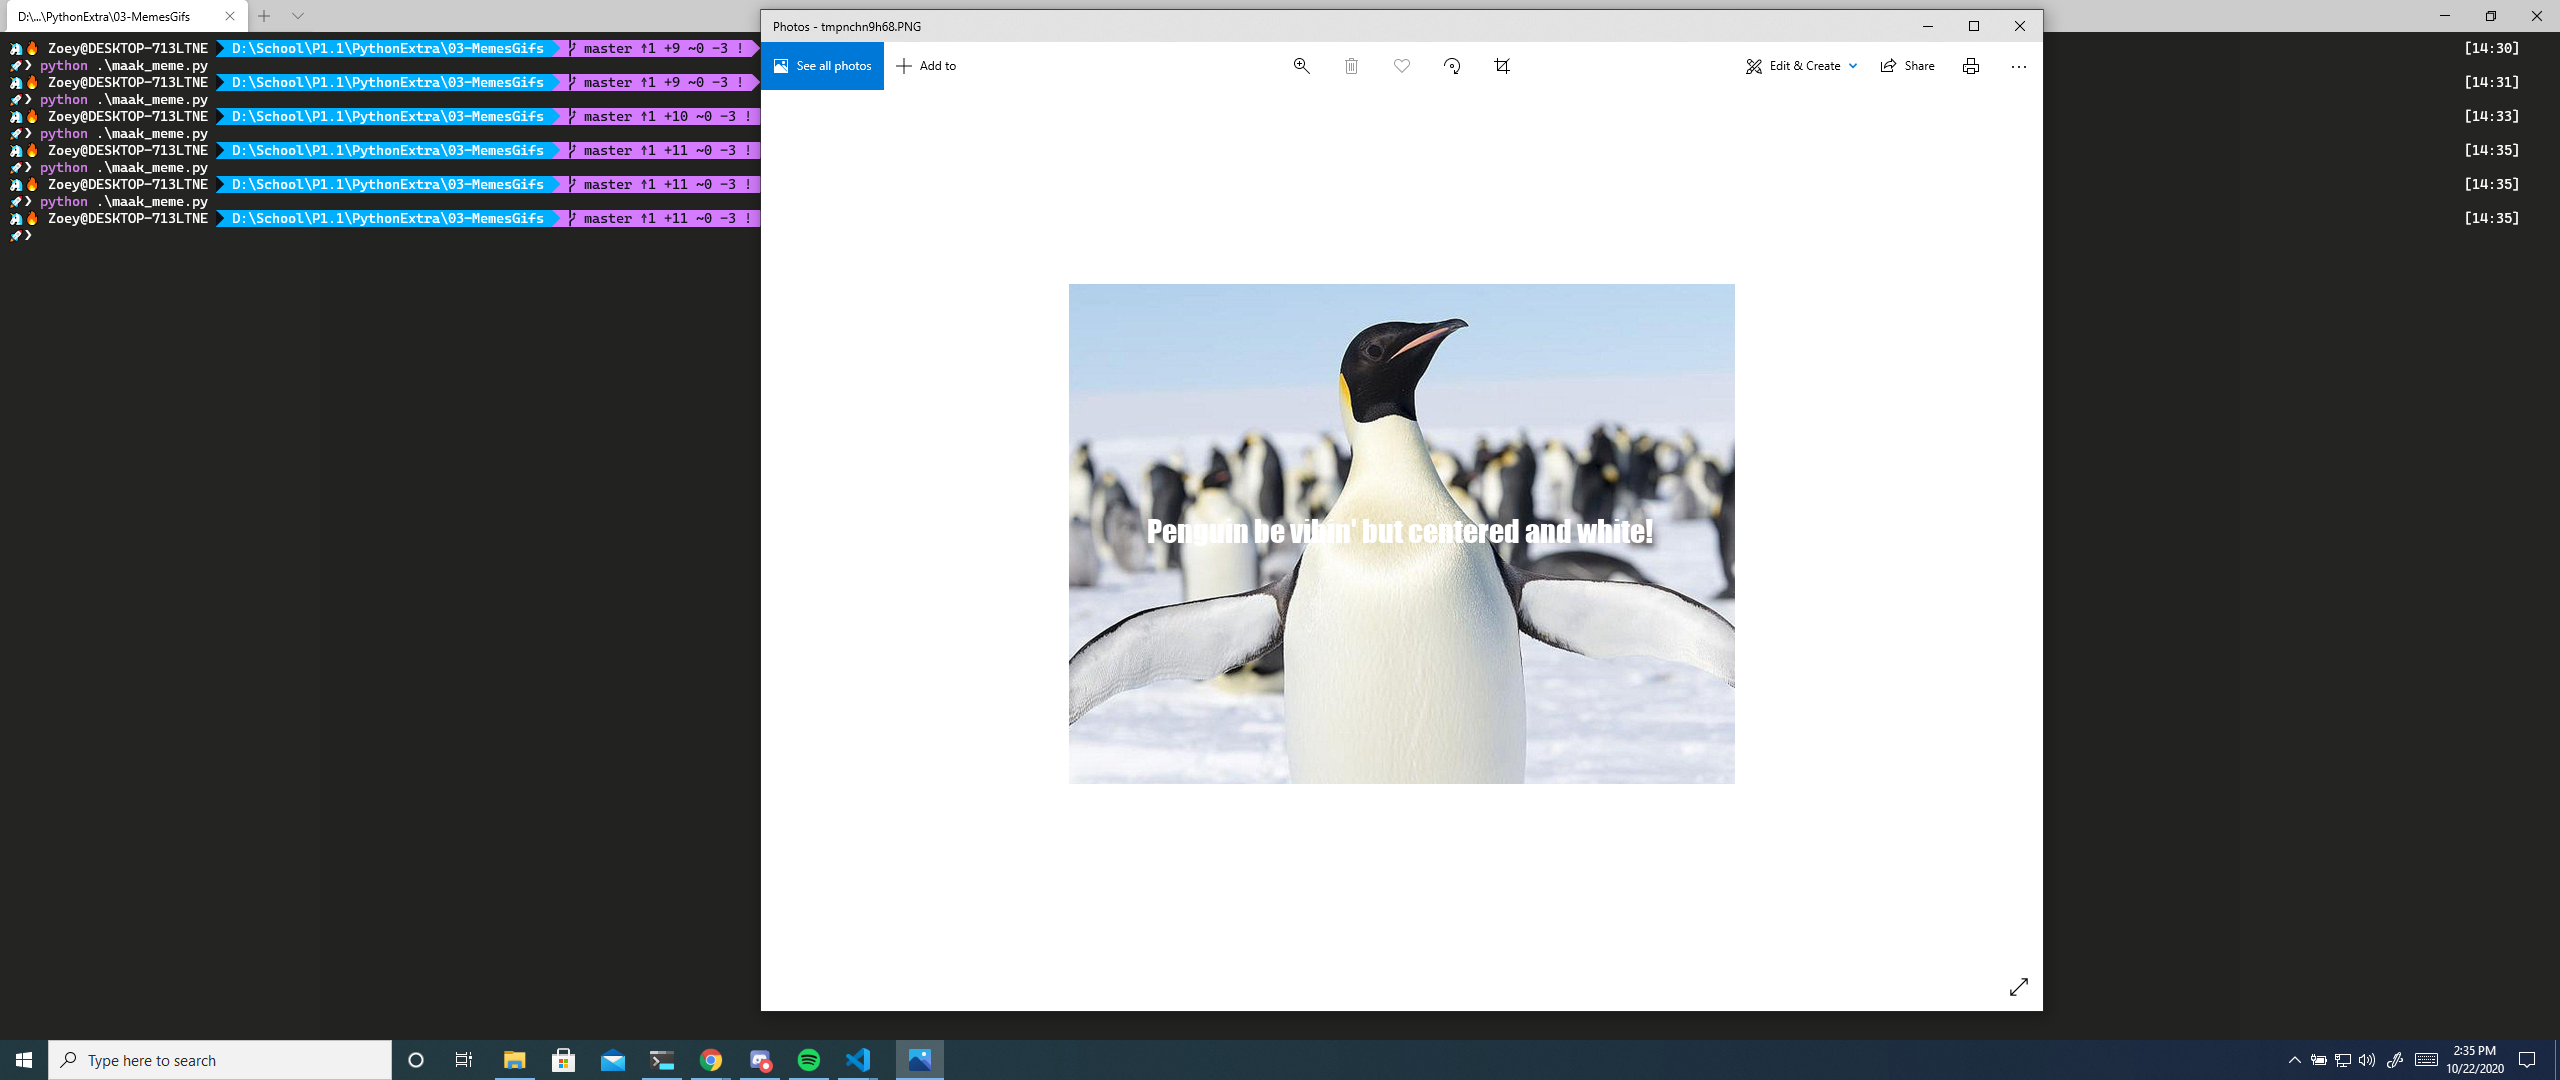 D:\...\PythonExtra\03-MemesGifs
Photos - tmpnchn9h68.PNG
Zoey@DESKTOP-713LTNE D:\School\P1.1\PythonExtra\03-MemesGifs master ↑1 +9 ~0 -3 ! [14:30]
❯ python .\maak_meme.py
Zoey@DESKTOP-713LTNE D:\School\P1.1\PythonExtra\03-MemesGifs master ↑1 +9 ~0 -3 ! [14:31]
❯ python .\maak_meme.py
Zoey@DESKTOP-713LTNE D:\School\P1.1\PythonExtra\03-MemesGifs master ↑1 +10 ~0 -3 ! [14:33]
❯ python .\maak_meme.py
Zoey@DESKTOP-713LTNE D:\School\P1.1\PythonExtra\03-MemesGifs master ↑1 +11 ~0 -3 ! [14:35]
❯ python .\maak_meme.py
Zoey@DESKTOP-713LTNE D:\School\P1.1\PythonExtra\03-MemesGifs master ↑1 +11 ~0 -3 ! [14:35]
❯ python .\maak_meme.py
Zoey@DESKTOP-713LTNE D:\School\P1.1\PythonExtra\03-MemesGifs master ↑1 +11 ~0 -3 ! [14:35]
❯
See all photos
Add to
Edit & Create
Share
Penguin be vibin' but centered and white!
Type here to search
2:35 PM
10/22/2020